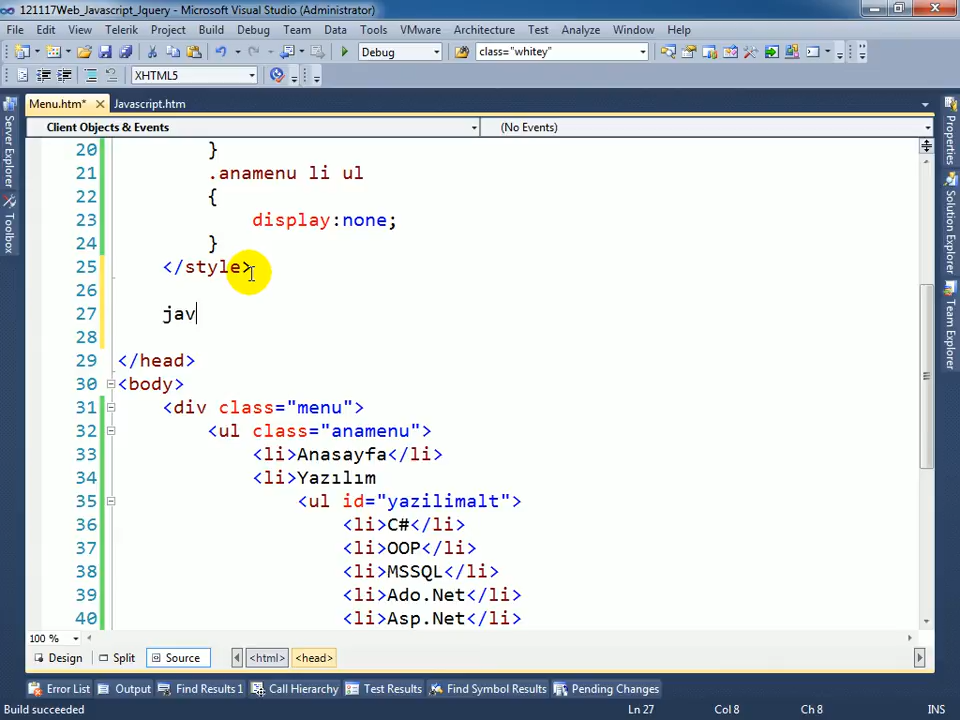 121117Web_Javascript_Jquery - Microsoft Visual Studio (Administrator)
File Edit View Telerik Project Build Debug Team Data Tools VMware Architecture Test Analyze Window Help
Debug class="whitey"
XHTML5
Menu.htm* Javascript.htm
Client Objects & Events (No Events)
20 }
21 .anamenu li ul
22 {
23 display:none;
24 }
25 </style>
26
27 jav
28
29 </head>
30 <body>
31 <div class="menu">
32 <ul class="anamenu">
33 <li>Anasayfa</li>
34 <li>Yazılım
35 <ul id="yazilimalt">
36 <li>C#</li>
37 <li>OOP</li>
38 <li>MSSQL</li>
39 <li>Ado.Net</li>
40 <li>Asp.Net</li>
100 %
Design Split Source <html> <head>
Error List Output Find Results 1 Call Hierarchy Test Results Find Symbol Results Pending Changes
Build succeeded Ln 27 Col 8 Ch 8 INS
Server Explorer
Toolbox
Properties
Solution Explorer
Team Explorer